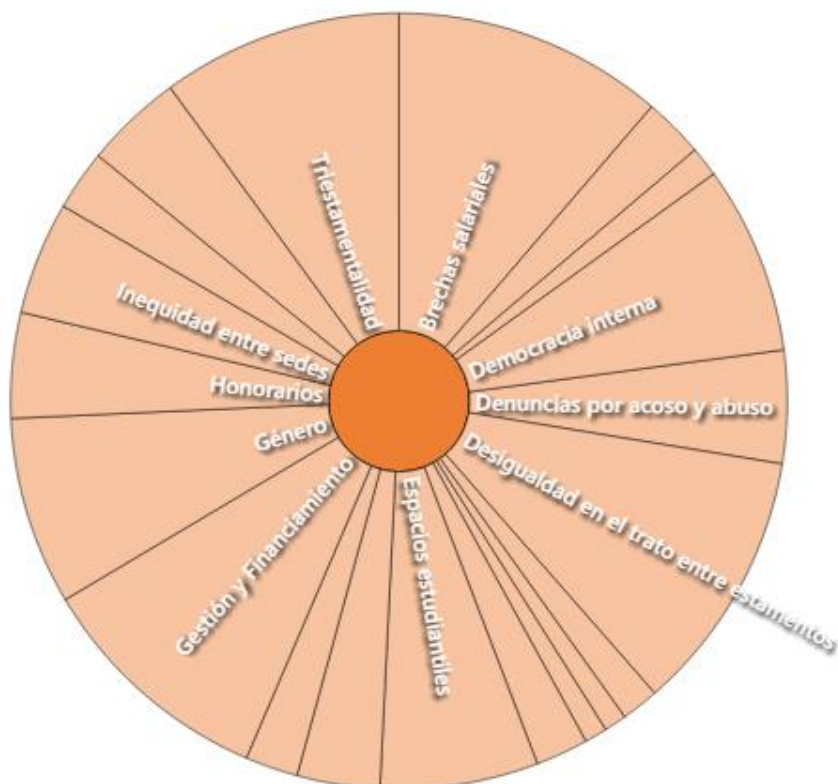 Triestamentalidad
Brechas salariales
Democracia interna
Denuncias por acoso y abuso
Desigualdad en el trato entre estamentos
Espacios estudiantiles
Gestión y Financiamiento
Género
Honorarios
Inequidad entre sedes